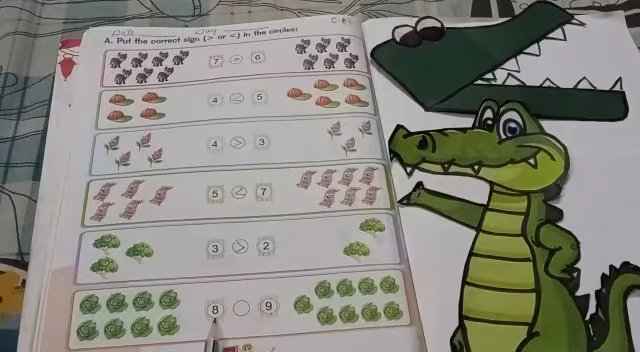 Date Day
A. Put the correct sign (> or <) in the circles:
7 > 6
4 < 5
4 > 3
5 < 7
3 > 2
8 9